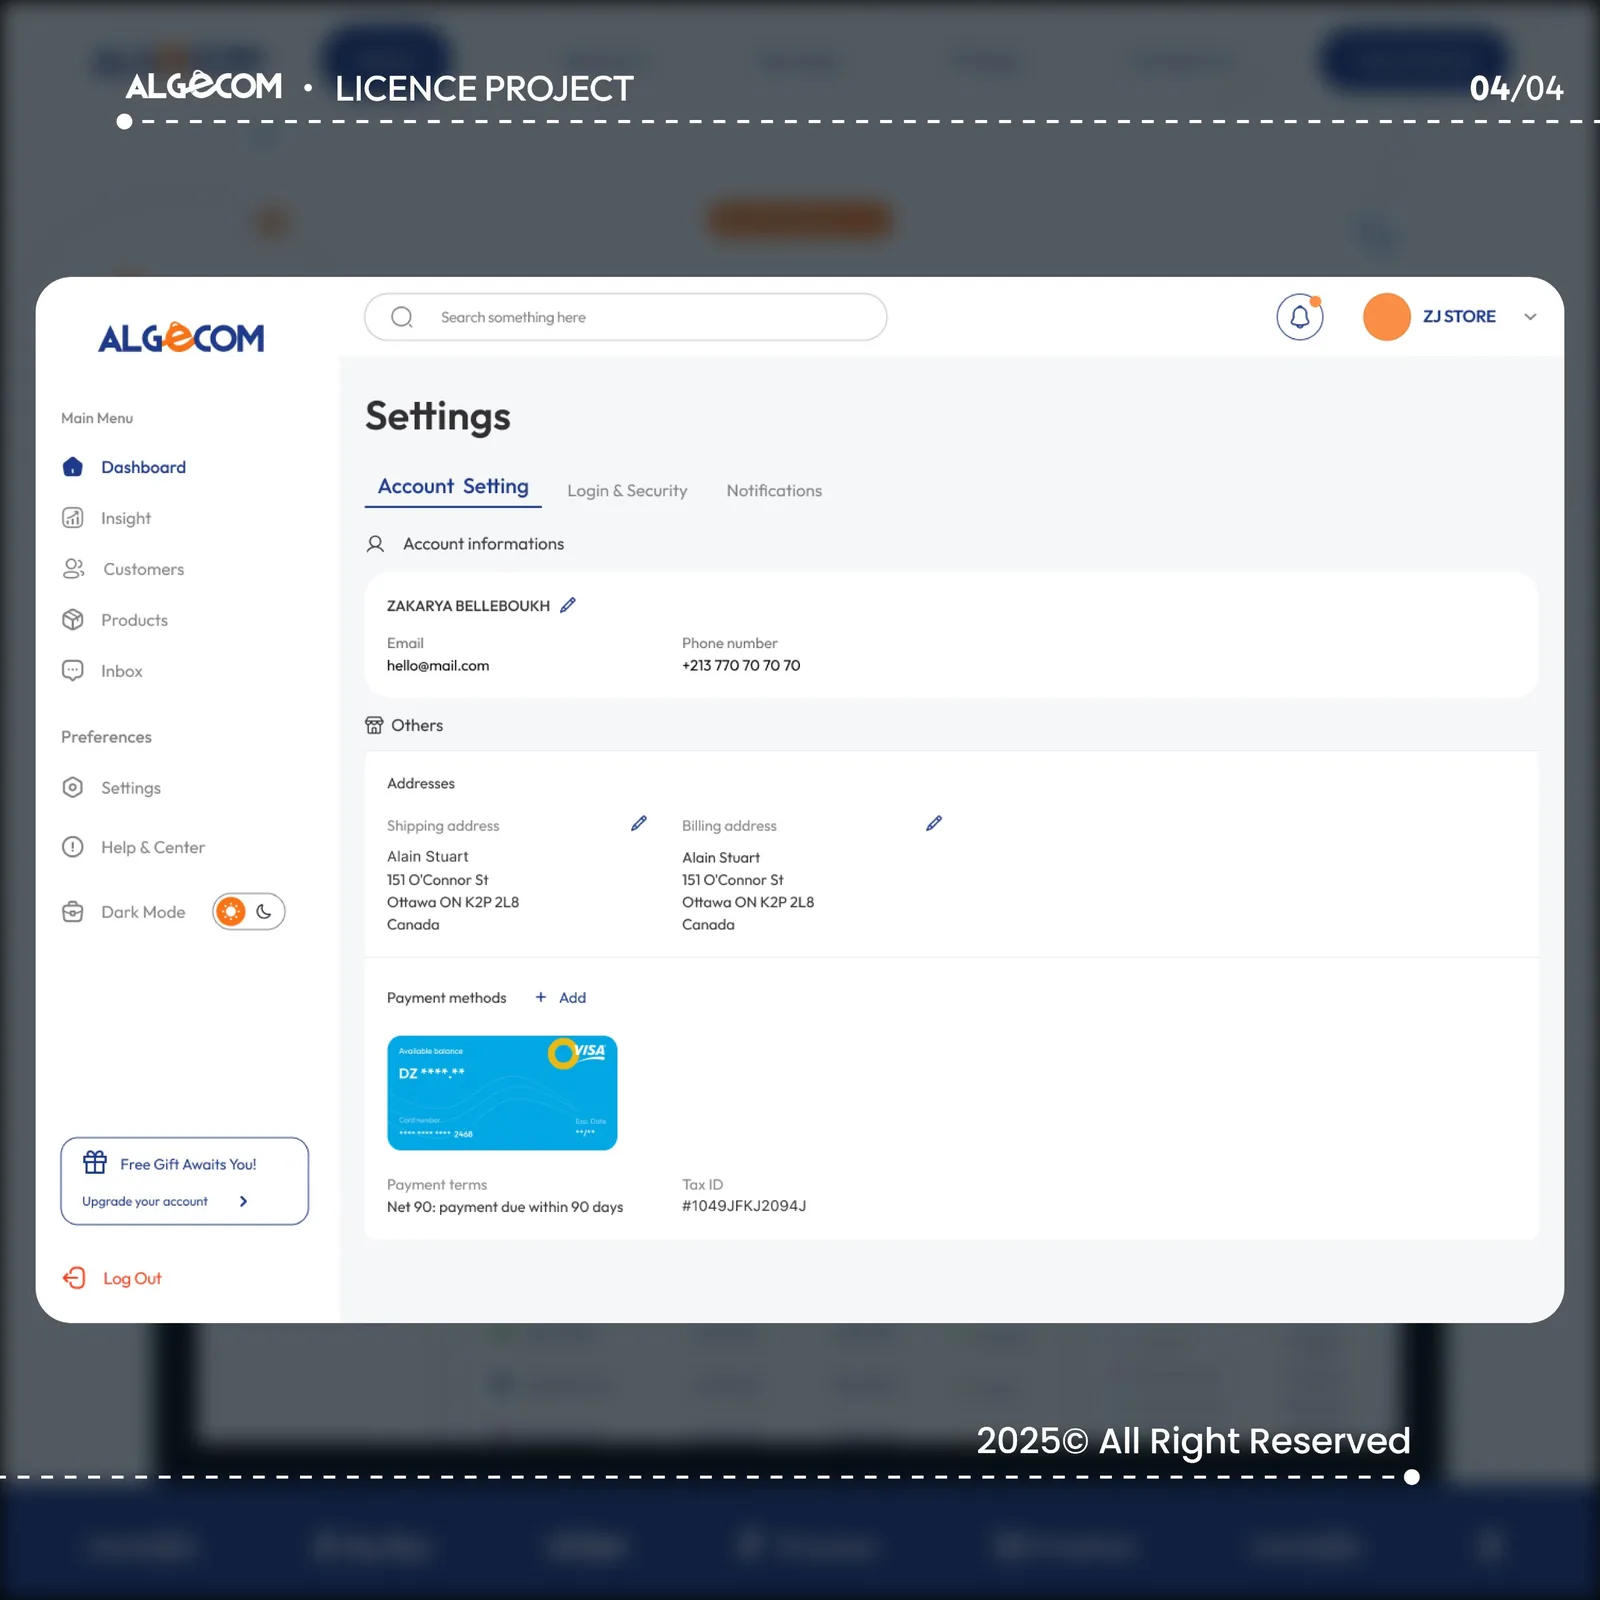 ALGeCOM • LICENCE PROJECT
04/04
ALGeCOM
Search something here
ZJ STORE
Main Menu
Dashboard
Insight
Customers
Products
Inbox
Preferences
Settings
Help & Center
Dark Mode
Free Gift Awaits You!
Upgrade your account
Log Out
Settings
Account Setting
Login & Security
Notifications
Account informations
ZAKARYA BELLEBOUKH
Email
Phone number
hello@mail.com
+213 770 70 70 70
Others
Addresses
Shipping address
Alain Stuart
151 O'Connor St
Ottawa ON K2P 2L8
Canada
Billing address
Alain Stuart
151 O'Connor St
Ottawa ON K2P 2L8
Canada
Payment methods + Add
Available balance
VISA
DZ ****.**
Card number
Exp. Date
**** **** **** 2468
**/**
Payment terms
Net 90: payment due within 90 days
Tax ID
#1049JFKJ2094J
2025© All Right Reserved